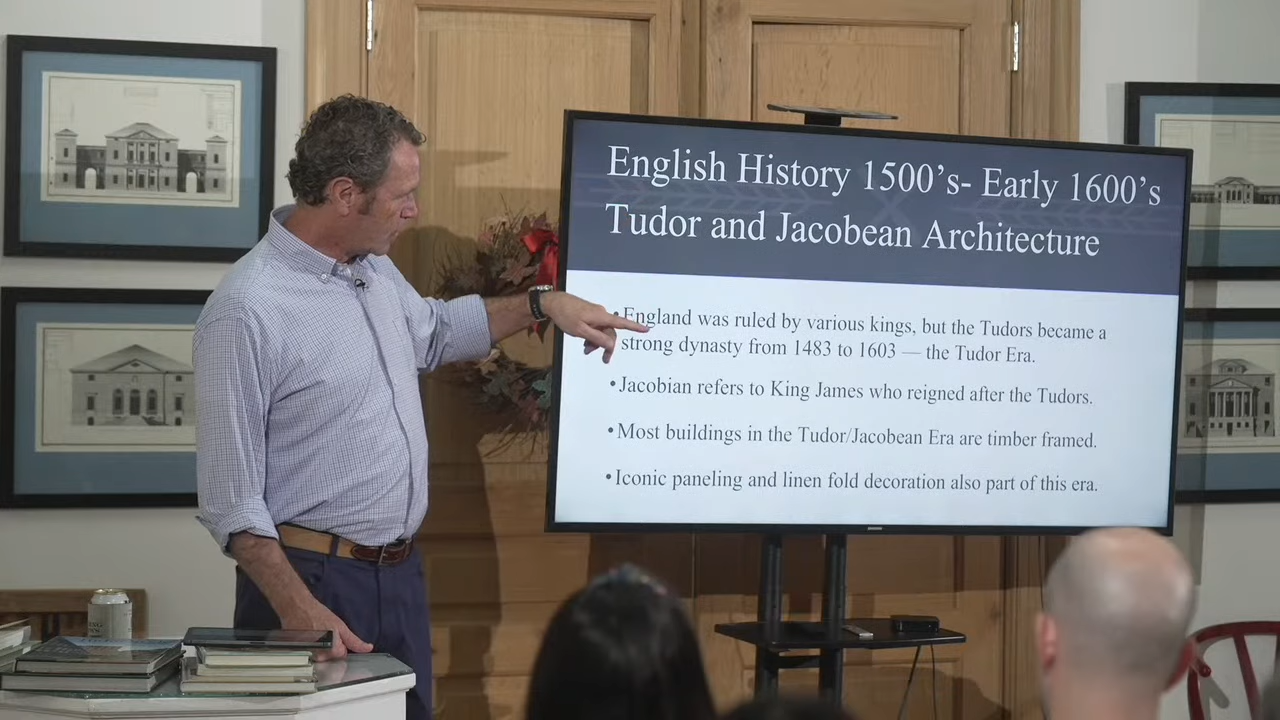 English History 1500's- Early 1600's
Tudor and Jacobean Architecture
•England was ruled by various kings, but the Tudors became a
strong dynasty from 1483 to 1603 — the Tudor Era.
•Jacobian refers to King James who reigned after the Tudors.
•Most buildings in the Tudor/Jacobean Era are timber framed.
•Iconic paneling and linen fold decoration also part of this era.